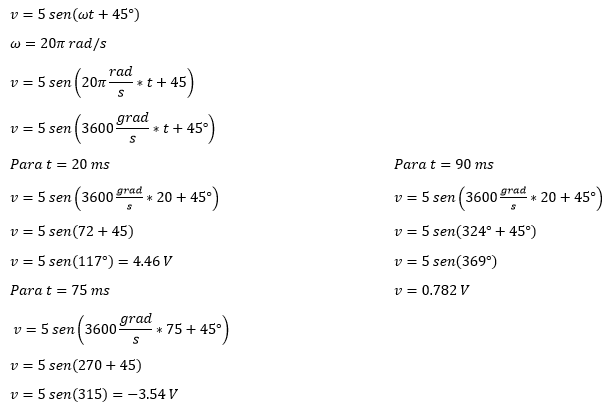 v = 5 sen(ωt + 45°)
ω = 20π rad/s
v = 5 sen(20π rad/s * t + 45)
v = 5 sen(3600 grad/s * t + 45°)
Para t = 20 ms
v = 5 sen(3600 grad/s * 20 + 45°)
v = 5 sen(72 + 45)
v = 5 sen(117°) = 4.46 V
Para t = 75 ms
v = 5 sen(3600 grad/s * 75 + 45°)
v = 5 sen(270 + 45)
v = 5 sen(315) = −3.54 V
Para t = 90 ms
v = 5 sen(3600 grad/s * 20 + 45°)
v = 5 sen(324° + 45°)
v = 5 sen(369°)
v = 0.782 V